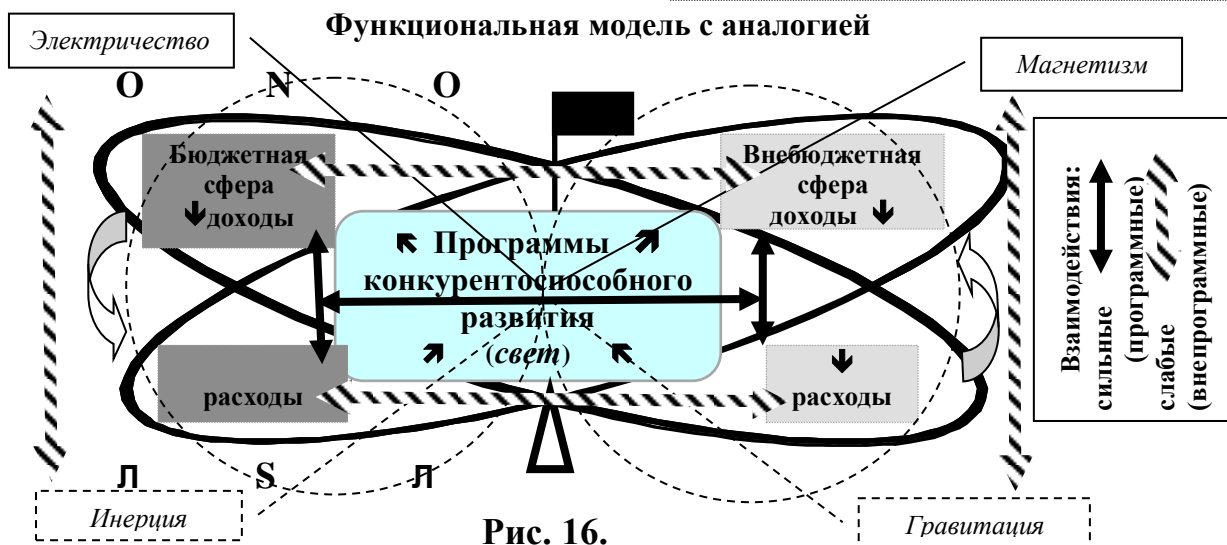 Функциональная модель с аналогией
Электричество
Магнетизм
О N О
Бюджетная
сфера
доходы
Внебюджетная
сфера
доходы
Программы
конкурентоспособного
развития
(свет)
расходы
расходы
Взаимодействия:
сильные
(программные)
слабые
(внепрограммные)
Л S Л
Инерция
Гравитация
Рис. 16.